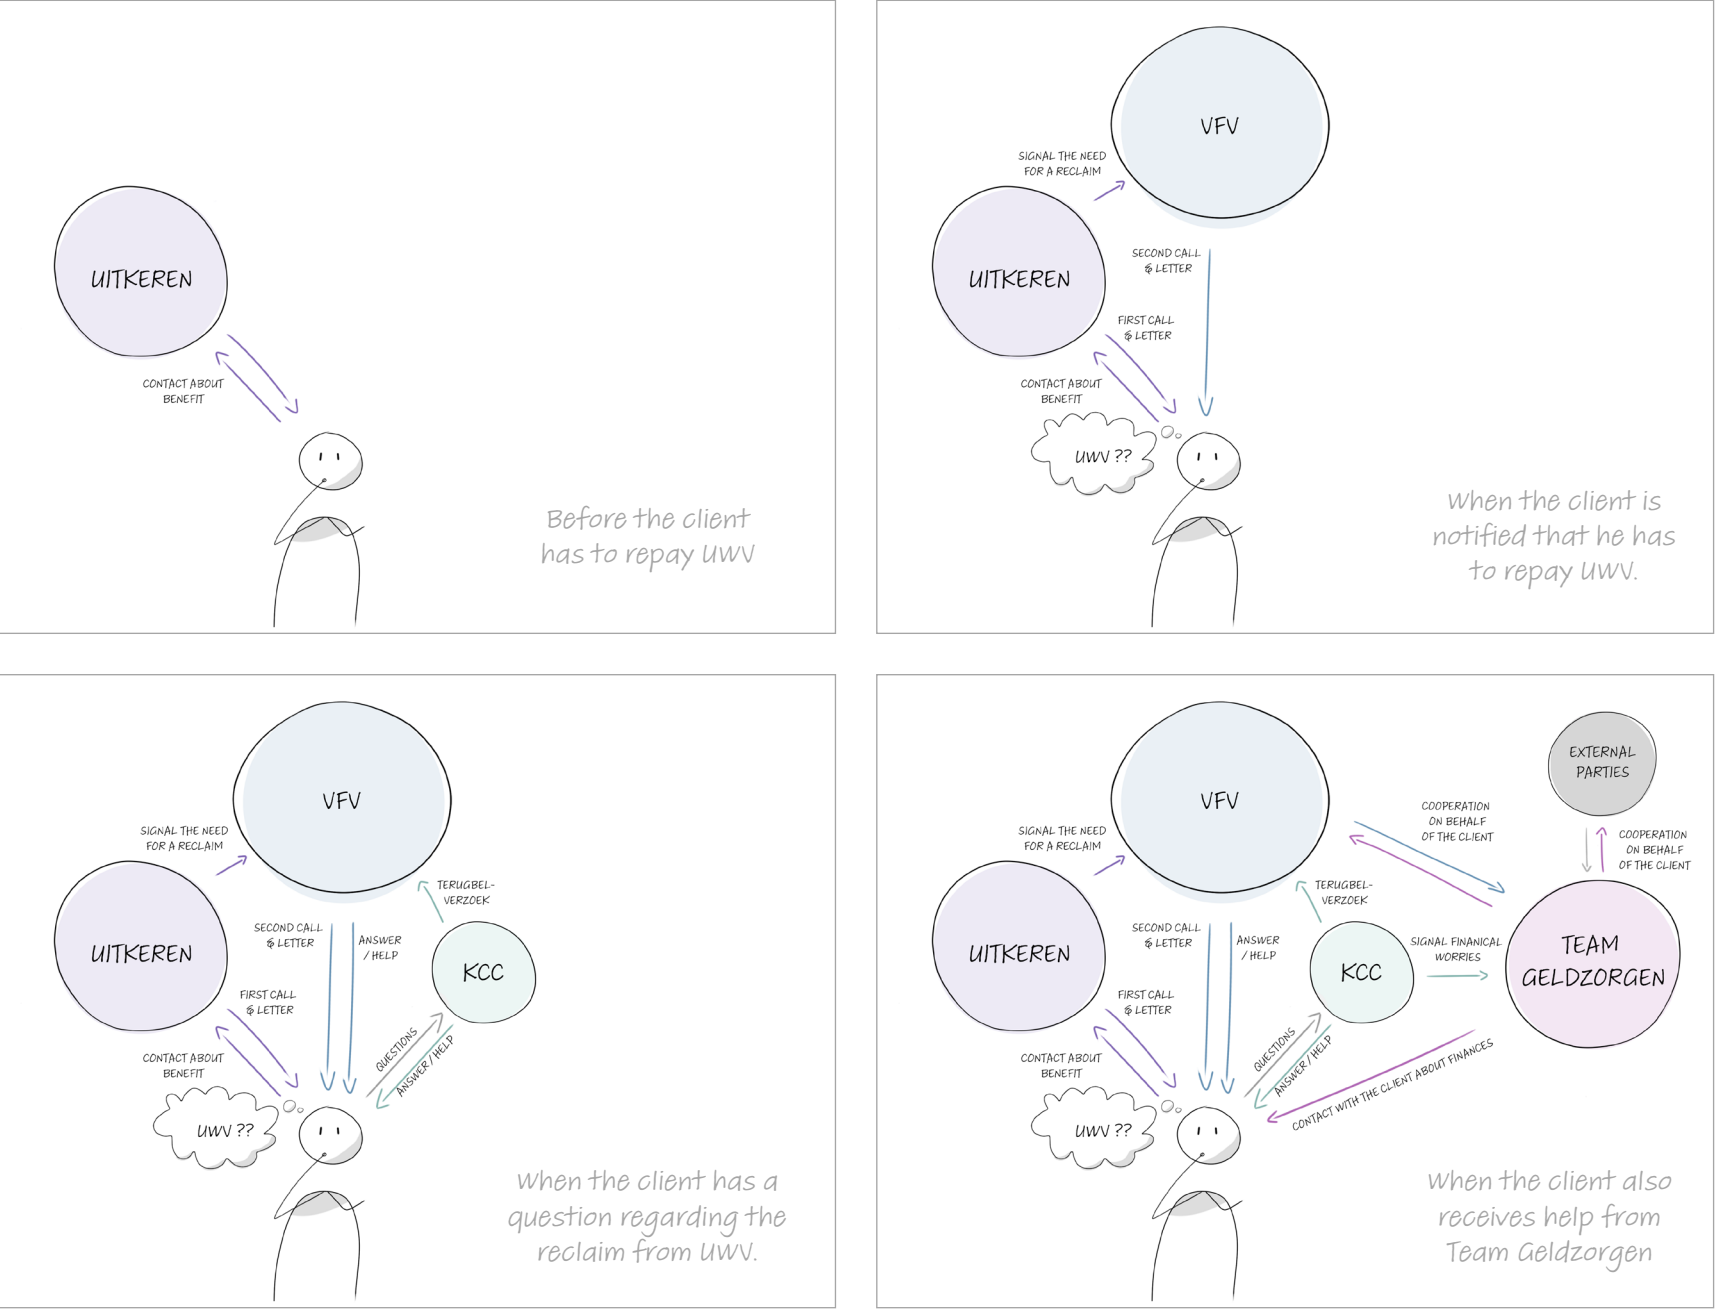 UITKEREN
CONTACT ABOUT
BENEFIT
Before the client
has to repay UWV
VFV
SIGNAL THE NEED
FOR A RECLAIM
UITKEREN
SECOND CALL
& LETTER
FIRST CALL
& LETTER
CONTACT ABOUT
BENEFIT
UWV ??
When the client is
notified that he has
to repay UWV.
VFV
SIGNAL THE NEED
FOR A RECLAIM
TERUGBEL-
VERZOEK
UITKEREN
SECOND CALL
& LETTER
ANSWER
/ HELP
KCC
FIRST CALL
& LETTER
QUESTIONS
ANSWER / HELP
CONTACT ABOUT
BENEFIT
UWV ??
When the client has a
question regarding the
reclaim from UWV.
EXTERNAL
PARTIES
VFV
COOPERATION
ON BEHALF
OF THE CLIENT
COOPERATION
ON BEHALF
OF THE CLIENT
SIGNAL THE NEED
FOR A RECLAIM
TERUGBEL-
VERZOEK
UITKEREN
SECOND CALL
& LETTER
ANSWER
/ HELP
KCC
SIGNAL FINANICAL
WORRIES
TEAM
GELDZORGEN
FIRST CALL
& LETTER
QUESTIONS
ANSWER / HELP
CONTACT WITH THE CLIENT ABOUT FINANCES
CONTACT ABOUT
BENEFIT
UWV ??
When the client also
receives help from
Team Geldzorgen